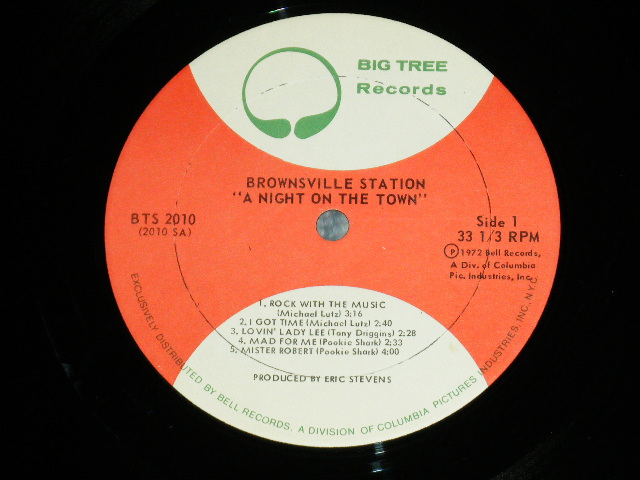 BIG TREE
Records
BROWNSVILLE STATION
"A NIGHT ON THE TOWN"
BTS 2010
(2010 SA)
Side 1
33 1/3 RPM
Ⓟ1972 Bell Records,
A Div. of Columbia
Pic. Industries, Inc.
1. ROCK WITH THE MUSIC
(Michael Lutz) 3:16
2. I GOT TIME (Michael Lutz) 2:40
3. LOVIN' LADY LEE (Tony Driggins) 2:28
4. MAD FOR ME (Pookie Shark) 2:33
5. MISTER ROBERT (Pookie Shark) 4:00
PRODUCED BY ERIC STEVENS
EXCLUSIVELY DISTRIBUTED BY BELL RECORDS, A DIVISION OF COLUMBIA PICTURES INDUSTRIES, INC., N.Y.C.